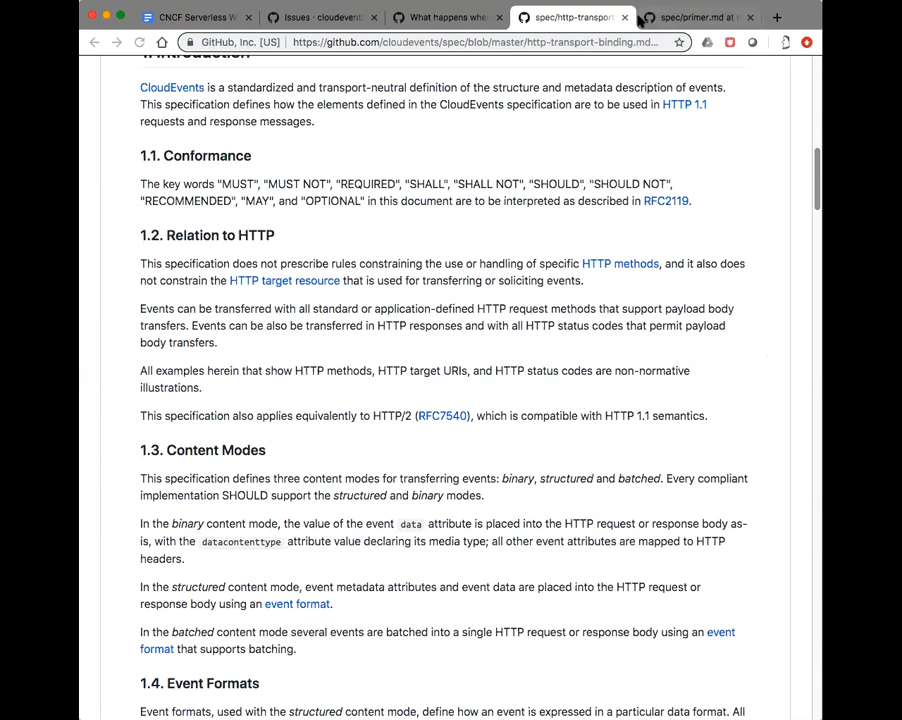 CNCF Serverless W
Issues · cloudevent
What happens whe
spec/http-transport
spec/primer.md at
GitHub, Inc. [US]
https://github.com/cloudevents/spec/blob/master/http-transport-binding.md...
CloudEvents is a standardized and transport-neutral definition of the structure and metadata description of events.
This specification defines how the elements defined in the CloudEvents specification are to be used in HTTP 1.1
requests and response messages.
1.1. Conformance
The key words "MUST", "MUST NOT", "REQUIRED", "SHALL", "SHALL NOT", "SHOULD", "SHOULD NOT",
"RECOMMENDED", "MAY", and "OPTIONAL" in this document are to be interpreted as described in RFC2119.
1.2. Relation to HTTP
This specification does not prescribe rules constraining the use or handling of specific HTTP methods, and it also does
not constrain the HTTP target resource that is used for transferring or soliciting events.
Events can be transferred with all standard or application-defined HTTP request methods that support payload body
transfers. Events can be also be transferred in HTTP responses and with all HTTP status codes that permit payload
body transfers.
All examples herein that show HTTP methods, HTTP target URIs, and HTTP status codes are non-normative
illustrations.
This specification also applies equivalently to HTTP/2 (RFC7540), which is compatible with HTTP 1.1 semantics.
1.3. Content Modes
This specification defines three content modes for transferring events: binary, structured and batched. Every compliant
implementation SHOULD support the structured and binary modes.
In the binary content mode, the value of the event data attribute is placed into the HTTP request or response body as-
is, with the datacontenttype attribute value declaring its media type; all other event attributes are mapped to HTTP
headers.
In the structured content mode, event metadata attributes and event data are placed into the HTTP request or
response body using an event format.
In the batched content mode several events are batched into a single HTTP request or response body using an event
format that supports batching.
1.4. Event Formats
Event formats, used with the structured content mode, define how an event is expressed in a particular data format. All